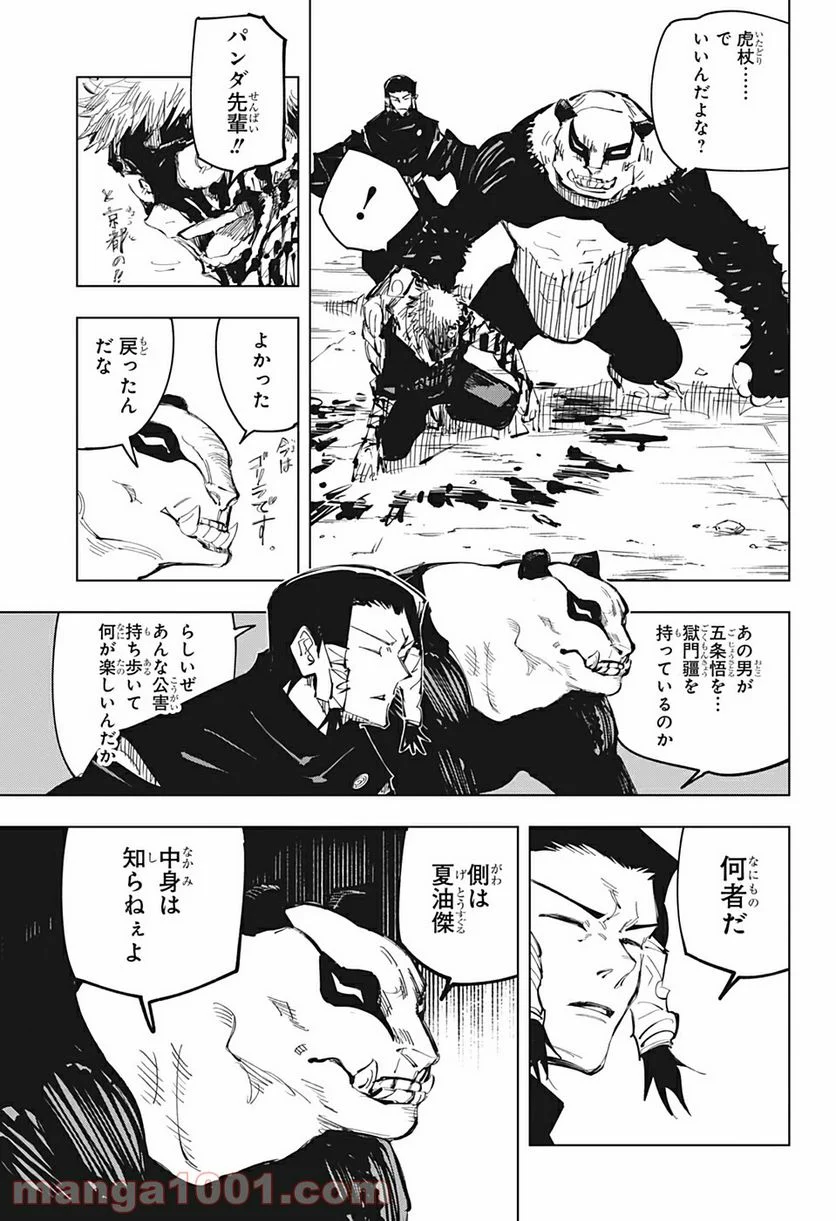 虎杖……
で
いいんだよな?
!
パンダ先輩!!
と京都の!!
よかった
戻ったん
だな
今は
ゴリラです。
あの男が
五条悟を…
獄門疆を
持っているのか
らしいぜ
あんな公害
持ち歩いて
何が楽しいんだか
何者だ
側は
夏油傑
中身は
知らねぇよ
manga1001.com